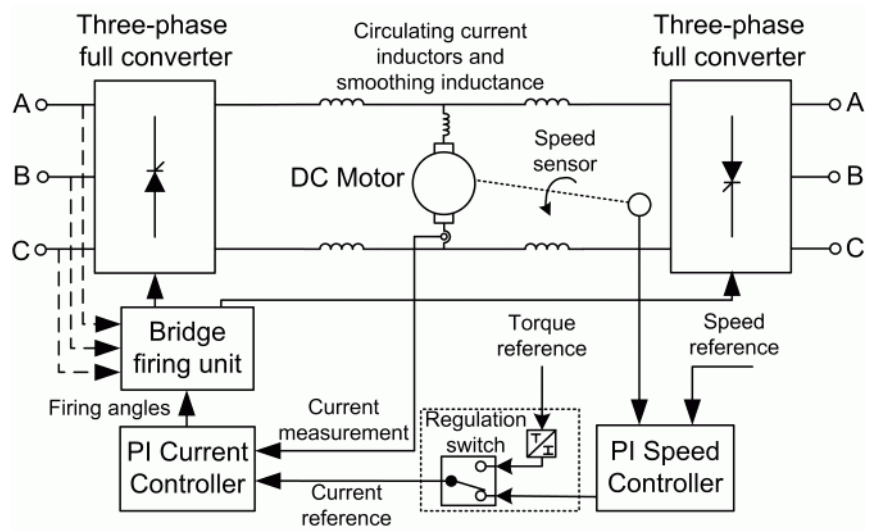 Three-phase
full converter
Circulating current
inductors and
smoothing inductance
Three-phase
full converter
A
B
C
DC Motor
Speed
sensor
A
B
C
Bridge
firing unit
Torque
reference
Speed
reference
Firing angles
Current
measurement
Regulation
switch
T
I
PI Current
Controller
Current
reference
PI Speed
Controller